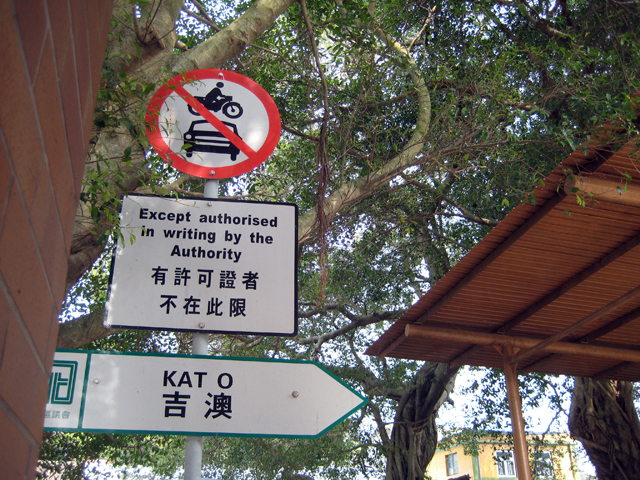 Except authorised
in writing by the
Authority
有許可證者
不在此限
KAT O
吉澳